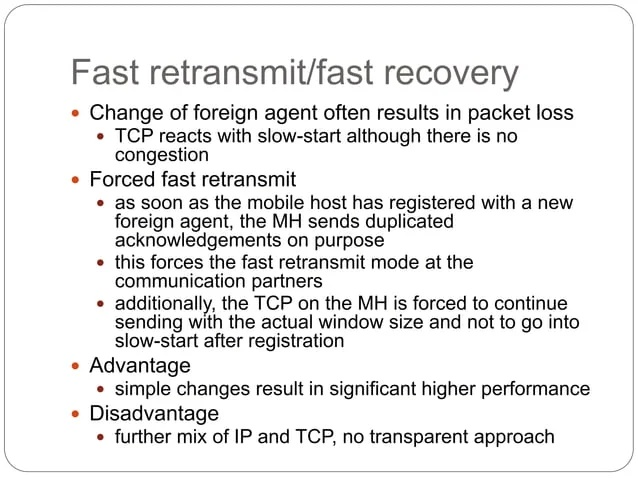 Fast retransmit/fast recovery
• Change of foreign agent often results in packet loss
• TCP reacts with slow-start although there is no
congestion
• Forced fast retransmit
• as soon as the mobile host has registered with a new
foreign agent, the MH sends duplicated
acknowledgements on purpose
• this forces the fast retransmit mode at the
communication partners
• additionally, the TCP on the MH is forced to continue
sending with the actual window size and not to go into
slow-start after registration
• Advantage
• simple changes result in significant higher performance
• Disadvantage
• further mix of IP and TCP, no transparent approach